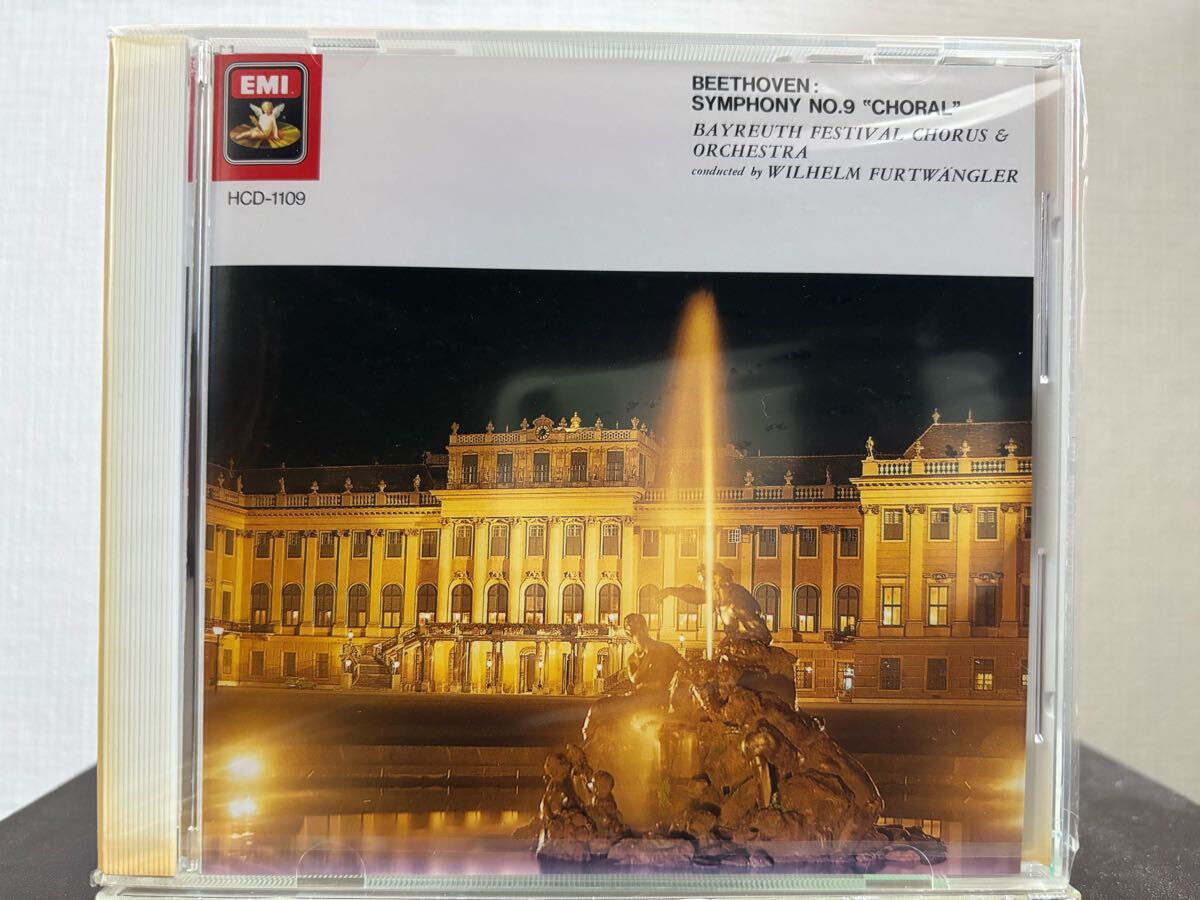 EMI
HCD-1109
BEETHOVEN:
SYMPHONY NO.9 “CHORAL”
BAYREUTH FESTIVAL CHORUS &
ORCHESTRA
conducted by WILHELM FURTWÄNGLER